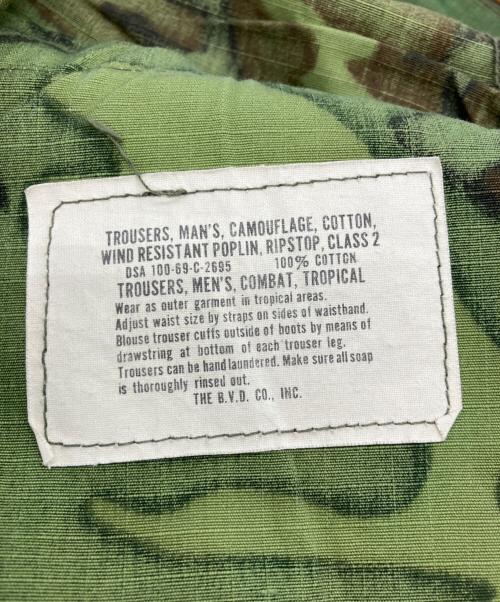 TROUSERS, MAN'S, CAMOUFLAGE, COTTON,
WIND RESISTANT POPLIN, RIPSTOP, CLASS 2
DSA 100-69-C-2695 100% COTTON
TROUSERS, MEN'S, COMBAT, TROPICAL
Wear as outer garment in tropical areas.
Adjust waist size by straps on sides of waistband.
Blouse trouser cuffs outside of boots by means of
drawstring at bottom of each trouser leg.
Trousers can be hand laundered. Make sure all soap
is thoroughly rinsed out.
THE B.V.D. CO., INC.